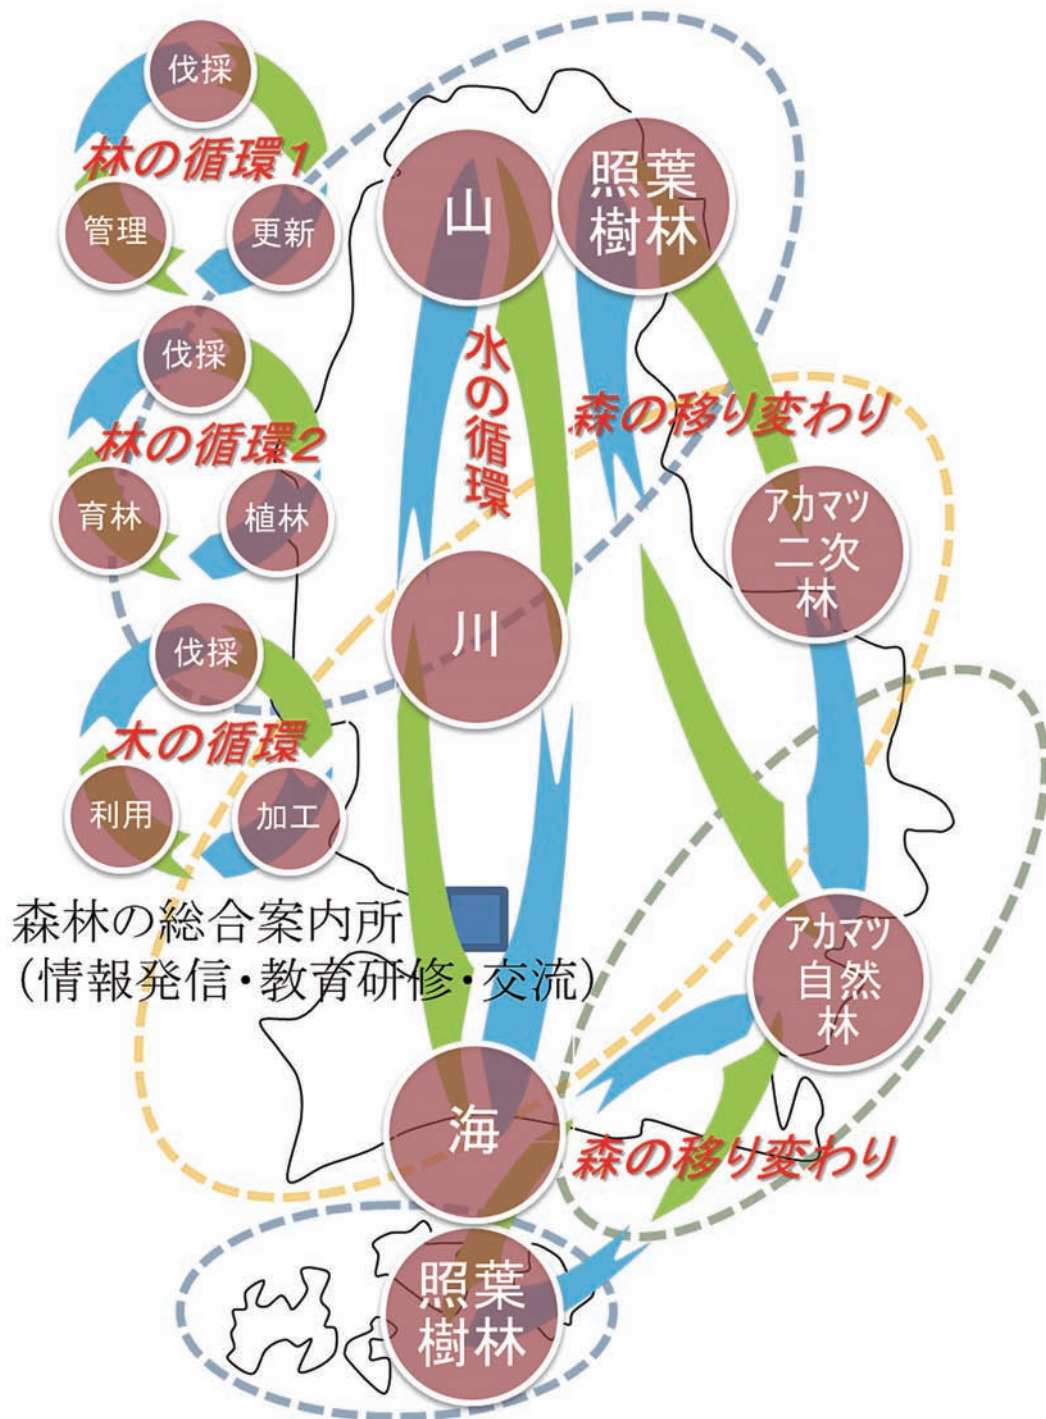 伐採
林の循環1
管理
更新
伐採
林の循環2
育林
植林
伐採
木の循環
利用
加工
森林の総合案内所
(情報発信・教育研修・交流)
山
水の循環
川
海
照葉
樹林
森の移り変わり
アカマツ
二次
林
アカマツ
自然
林
森の移り変わり
照葉
樹林